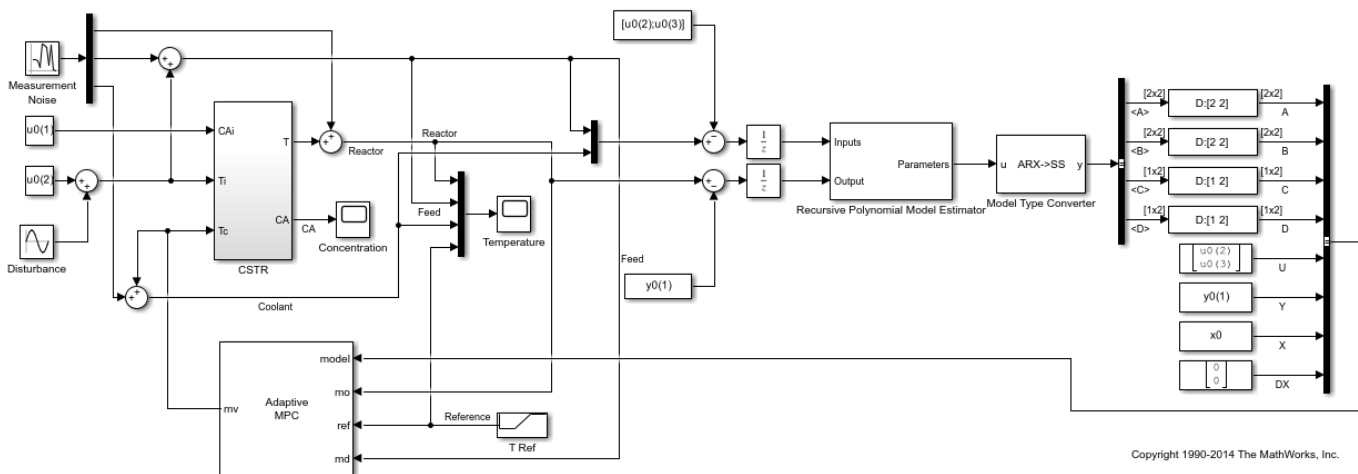 [u0(2);u0(3)]
Measurement
Noise
u0(1)
u0(2)
Disturbance
CAi
Ti
Tc
T
CA
CSTR
CA
Concentration
Reactor
Reactor
Feed
Coolant
Temperature
Feed
y0(1)
1
z
1
z
Inputs
Output
Parameters
Recursive Polynomial Model Estimator
u ARX->SS y
Model Type Converter
[2x2] D:[2 2] [2x2]
<A> A
[2x2] D:[2 2] [2x2]
<B> B
[1x2] D:[1 2] [1x2]
<C> C
[1x2] D:[1 2] [1x2]
<D> D
u0(2)
u0(3)
U
y0(1)
Y
x0
X
0
0
DX
model
mo
ref
md
mv
Adaptive
MPC
Reference
T Ref
Copyright 1990-2014 The MathWorks, Inc.